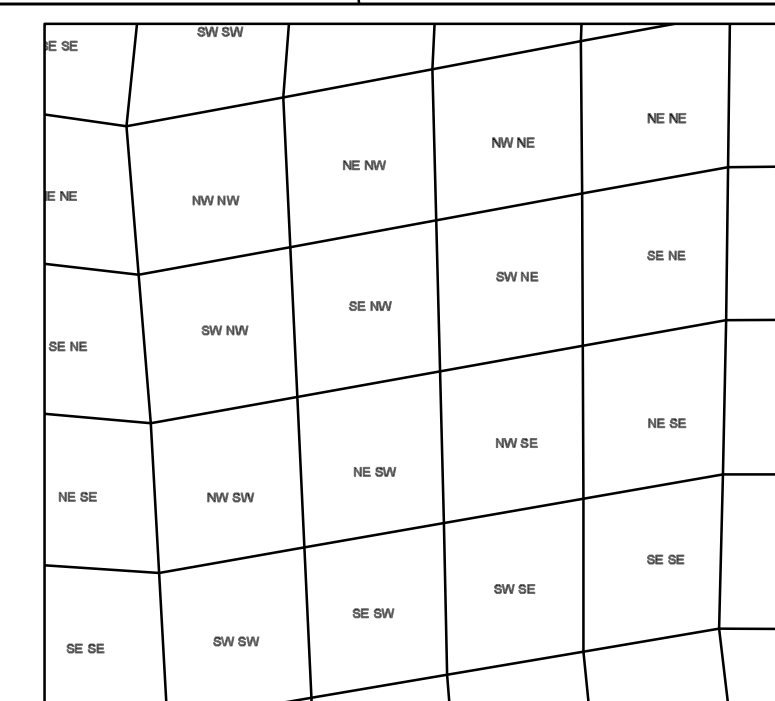 SE SE
SW SW
NE NE
NW NE
NE NW
E NE
NW NW
SE NE
SW NE
SE NW
SW NW
SE NE
NE SE
NW SE
NE SW
NE SE
NW SW
SE SE
SW SE
SE SW
SW SW
SE SE